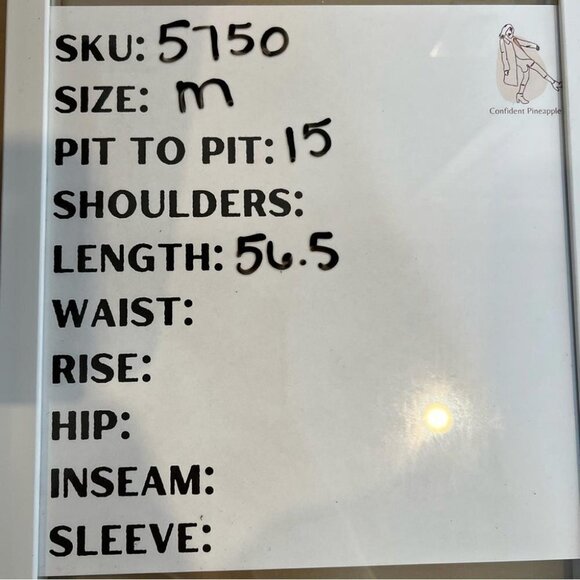 SKU: 5750
Confident Pineapple
SIZE: m
PIT TO PIT: 15
SHOULDERS:
LENGTH: 56.5
WAIST:
RISE:
HIP:
INSEAM:
SLEEVE: